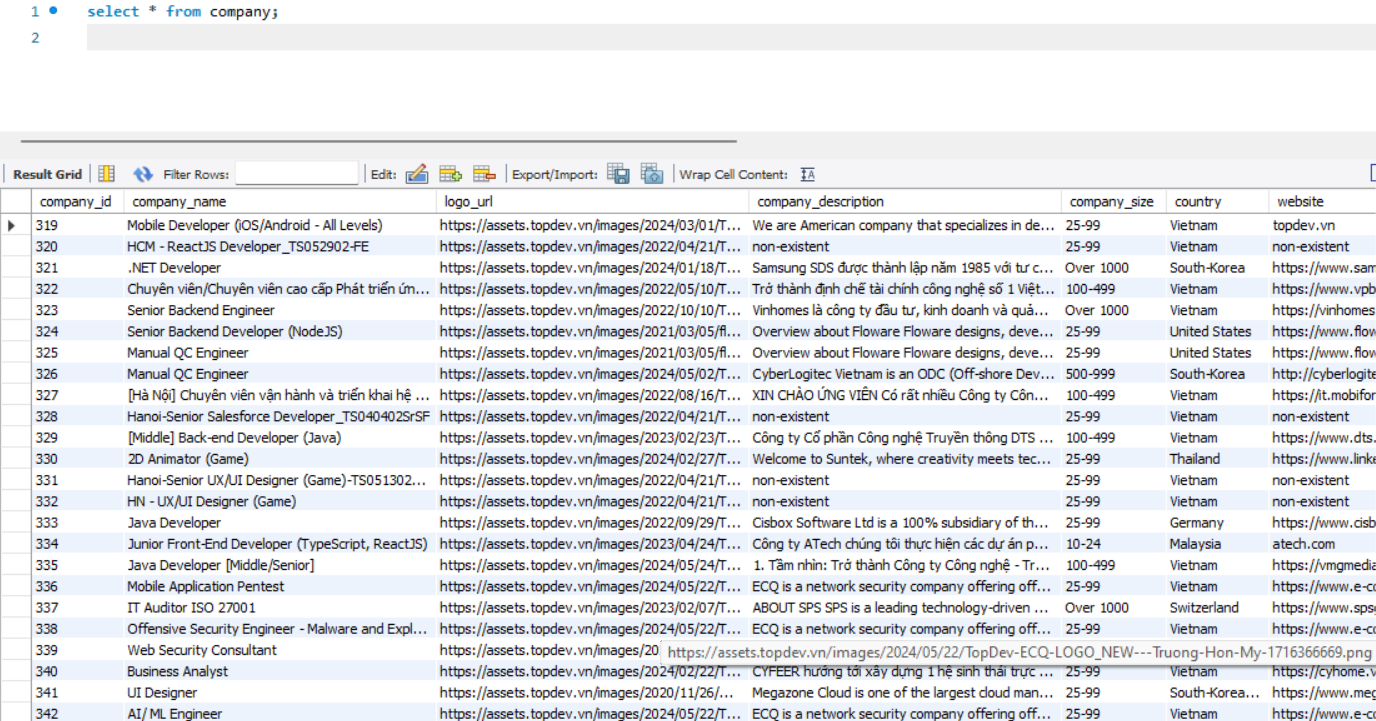 1 select * from company;
2
Result Grid Filter Rows: Edit: Export/Import: Wrap Cell Content:
company_id company_name logo_url company_description company_size country website
319 Mobile Developer (iOS/Android - All Levels) https://assets.topdev.vn/images/2024/03/01/T... We are American company that specializes in de... 25-99 Vietnam topdev.vn
320 HCM - ReactJS Developer_TS052902-FE https://assets.topdev.vn/images/2022/04/21/T... non-existent 25-99 Vietnam non-existent
321 .NET Developer https://assets.topdev.vn/images/2024/01/18/T... Samsung SDS được thành lập năm 1985 với tư c... Over 1000 South-Korea https://www.sam
322 Chuyên viên/Chuyên viên cao cấp Phát triển ứn... https://assets.topdev.vn/images/2022/05/10/T... Trở thành định chế tài chính công nghệ số 1 Việt... 100-499 Vietnam https://www.vpb
323 Senior Backend Engineer https://assets.topdev.vn/images/2022/10/10/T... Vinhomes là công ty đầu tư, kinh doanh và quả... Over 1000 Vietnam https://vinhomes
324 Senior Backend Developer (NodeJS) https://assets.topdev.vn/images/2021/03/05/fl... Overview about Floware Floware designs, deve... 25-99 United States https://www.flow
325 Manual QC Engineer https://assets.topdev.vn/images/2021/03/05/fl... Overview about Floware Floware designs, deve... 25-99 United States https://www.flow
326 Manual QC Engineer https://assets.topdev.vn/images/2024/05/02/T... CyberLogitec Vietnam is an ODC (Off-shore Dev... 500-999 South-Korea http://cyberlogite
327 [Hà Nội] Chuyên viên vận hành và triển khai hệ ... https://assets.topdev.vn/images/2022/08/16/T... XIN CHÀO ỨNG VIÊN Có rất nhiều Công ty Côn... 100-499 Vietnam https://it.mobifor
328 Hanoi-Senior Salesforce Developer_TS040402SrSF https://assets.topdev.vn/images/2022/04/21/T... non-existent 25-99 Vietnam non-existent
329 [Middle] Back-end Developer (Java) https://assets.topdev.vn/images/2023/02/23/T... Công ty Cổ phần Công nghệ Truyền thông DTS ... 100-499 Vietnam https://www.dts.
330 2D Animator (Game) https://assets.topdev.vn/images/2024/02/27/T... Welcome to Suntek, where creativity meets tec... 25-99 Thailand https://www.linke
331 Hanoi-Senior UX/UI Designer (Game)-TS051302... https://assets.topdev.vn/images/2022/04/21/T... non-existent 25-99 Vietnam non-existent
332 HN - UX/UI Designer (Game) https://assets.topdev.vn/images/2022/04/21/T... non-existent 25-99 Vietnam non-existent
333 Java Developer https://assets.topdev.vn/images/2022/09/29/T... Cisbox Software Ltd is a 100% subsidiary of th... 25-99 Germany https://www.cisb
334 Junior Front-End Developer (TypeScript, ReactJS) https://assets.topdev.vn/images/2023/04/24/T... Công ty ATech chúng tôi thực hiện các dự án p... 10-24 Malaysia atech.com
335 Java Developer [Middle/Senior] https://assets.topdev.vn/images/2024/05/24/T... 1. Tầm nhìn: Trở thành Công ty Công nghệ - Tr... 100-499 Vietnam https://vmgmedia
336 Mobile Application Pentest https://assets.topdev.vn/images/2024/05/22/T... ECQ is a network security company offering off... 25-99 Vietnam https://www.e-co
337 IT Auditor ISO 27001 https://assets.topdev.vn/images/2023/02/07/T... ABOUT SPS SPS is a leading technology-driven ... Over 1000 Switzerland https://www.spsg
338 Offensive Security Engineer - Malware and Expl... https://assets.topdev.vn/images/2024/05/22/T... ECQ is a network security company offering off... 25-99 Vietnam https://www.e-co
339 Web Security Consultant https://assets.topdev.vn/images/20 https://assets.topdev.vn/images/2024/05/22/TopDev-ECQ-LOGO_NEW---Truong-Hon-My-1716366669.png
340 Business Analyst https://assets.topdev.vn/images/2024/02/22/T... CYFEER hướng tới xây dựng 1 hệ sinh thái trực ... 25-99 Vietnam https://cyhome.v
341 UI Designer https://assets.topdev.vn/images/2020/11/26/... Megazone Cloud is one of the largest cloud man... 25-99 South-Korea... https://www.meg
342 AI/ ML Engineer https://assets.topdev.vn/images/2024/05/22/T... ECQ is a network security company offering off... 25-99 Vietnam https://www.e-co